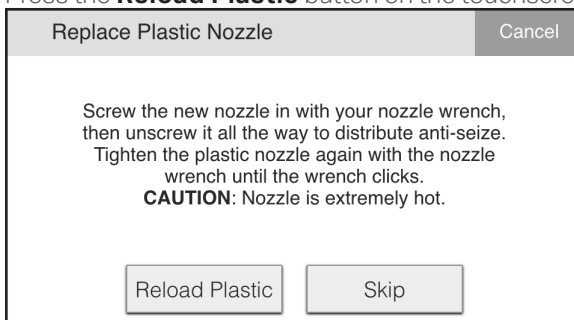 Press the Reload Plastic button on the touchscre
Replace Plastic Nozzle
Cancel
Screw the new nozzle in with your nozzle wrench,
then unscrew it all the way to distribute anti-seize.
Tighten the plastic nozzle again with the nozzle
wrench until the wrench clicks.
CAUTION: Nozzle is extremely hot.
Reload Plastic
Skip